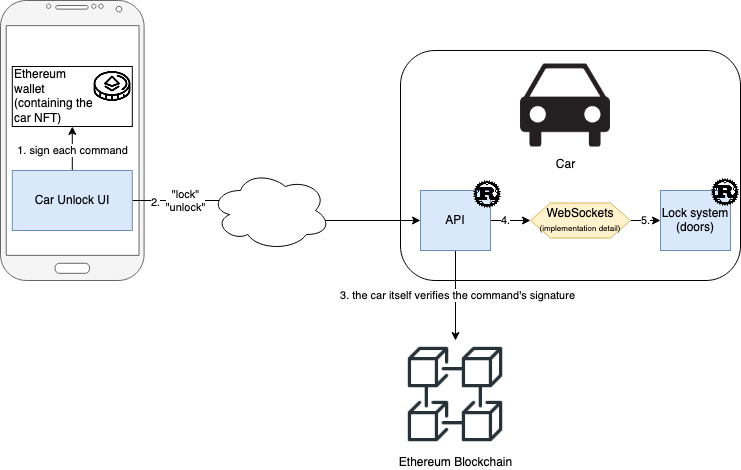 Ethereum
wallet
(containing the
car NFT)
1. sign each command
Car Unlock UI
2.
"lock"
"unlock"
Car
API
4.
WebSockets
(implementation detail)
5.
Lock system
(doors)
R
R
3. the car itself verifies the command's signature
Ethereum Blockchain